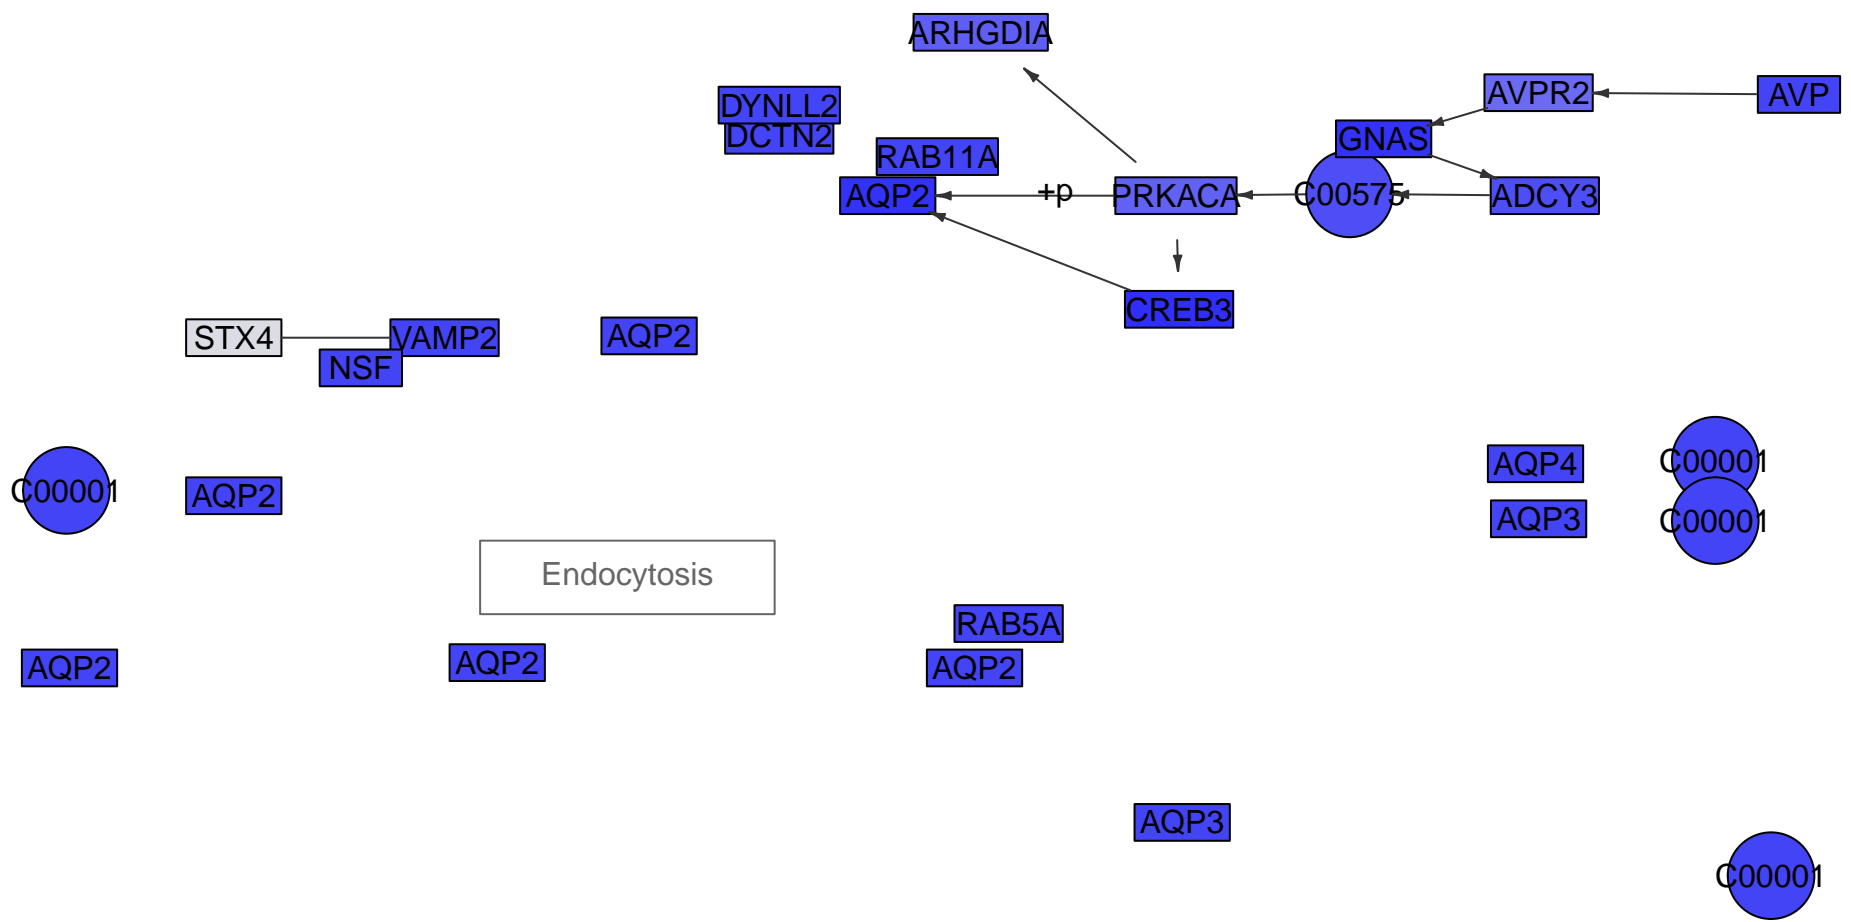 ARHGDIA
AVPR2
AVP
DYNLL2
DCTN2
GNAS
RAB11A
AQP2
+p
PRKACA
C00575
ADCY3
CREB3
STX4
VAMP2
AQP2
NSF
AQP4
C00001
C00001
AQP2
AQP3
C00001
Endocytosis
RAB5A
AQP2
AQP2
AQP2
AQP3
C00001